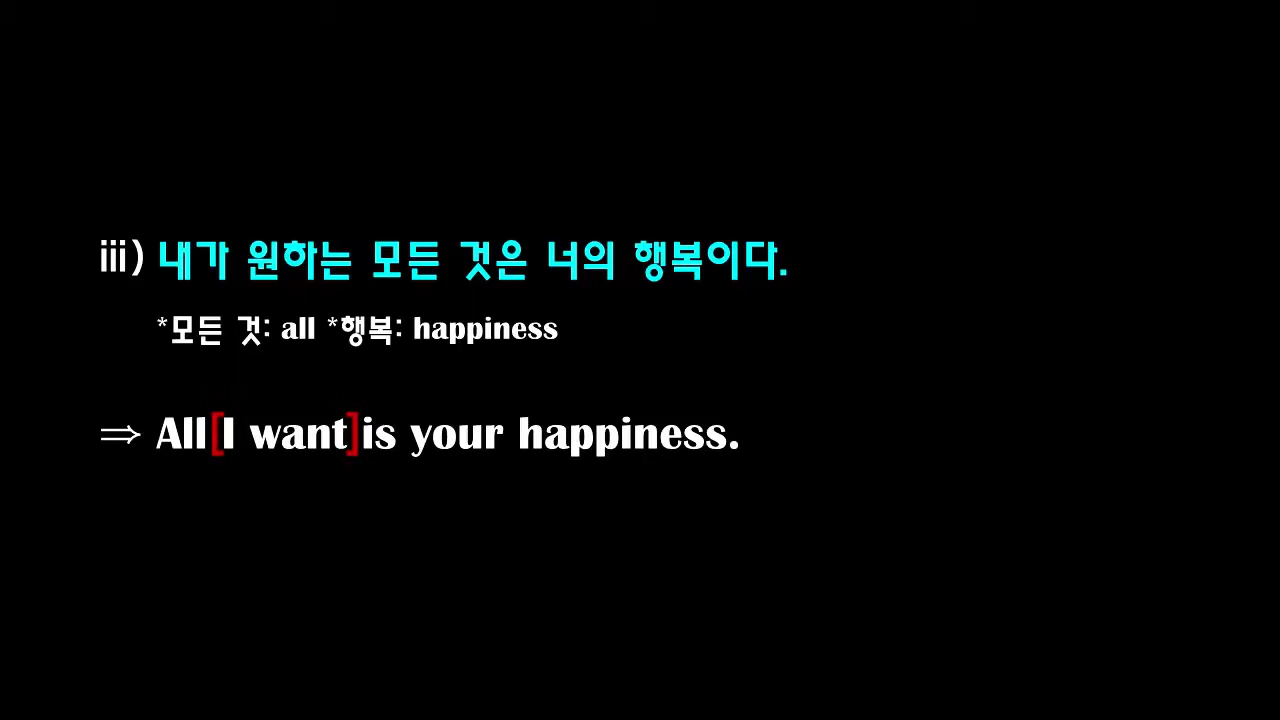 iii) 내가 원하는 모든 것은 너의 행복이다.
*모든 것: all *행복: happiness
⇒ All[I want]is your happiness.